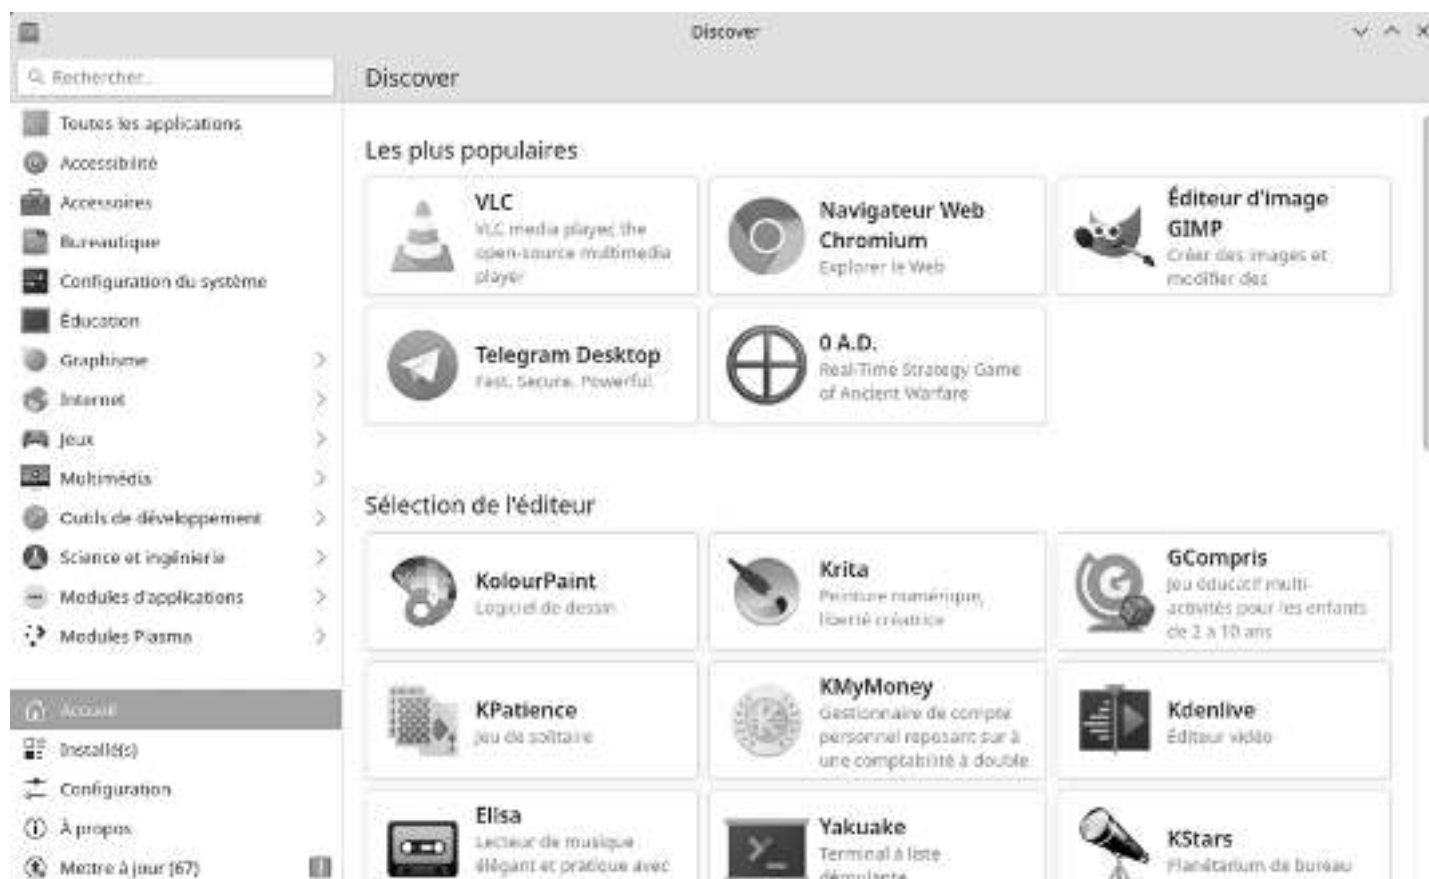 Discover
Rechercher...
Discover
Toutes les applications
Accessibilité
Accessoires
Bureautique
Configuration du système
Éducation
Graphisme
Internet
Jeux
Multimédia
Outils de développement
Science et ingénierie
Modules d'applications
Modules Plasma
Accueil
Installé(s)
Configuration
À propos
Mettre à jour (67)
Les plus populaires
VLC
VLC media player, the
open-source multimedia
player
Navigateur Web
Chromium
Explorer le Web
Éditeur d'image
GIMP
Créer des images et
modifier des
Telegram Desktop
Fast. Secure. Powerful.
0 A.D.
Real-Time Strategy Game
of Ancient Warfare
Sélection de l'éditeur
KolourPaint
Logiciel de dessin
Krita
Peinture numérique,
liberté créatrice
GCompris
Jeu éducatif multi-
activités pour les enfants
de 2 à 10 ans
KPatience
Jeu de solitaire
KMyMoney
Gestionnaire de compte
personnel reposant sur à
une comptabilité à double
Kdenlive
Éditeur vidéo
Elisa
Lecteur de musique
élégant et pratique avec
Yakuake
Terminal à liste
déroulante
KStars
Planétarium de bureau